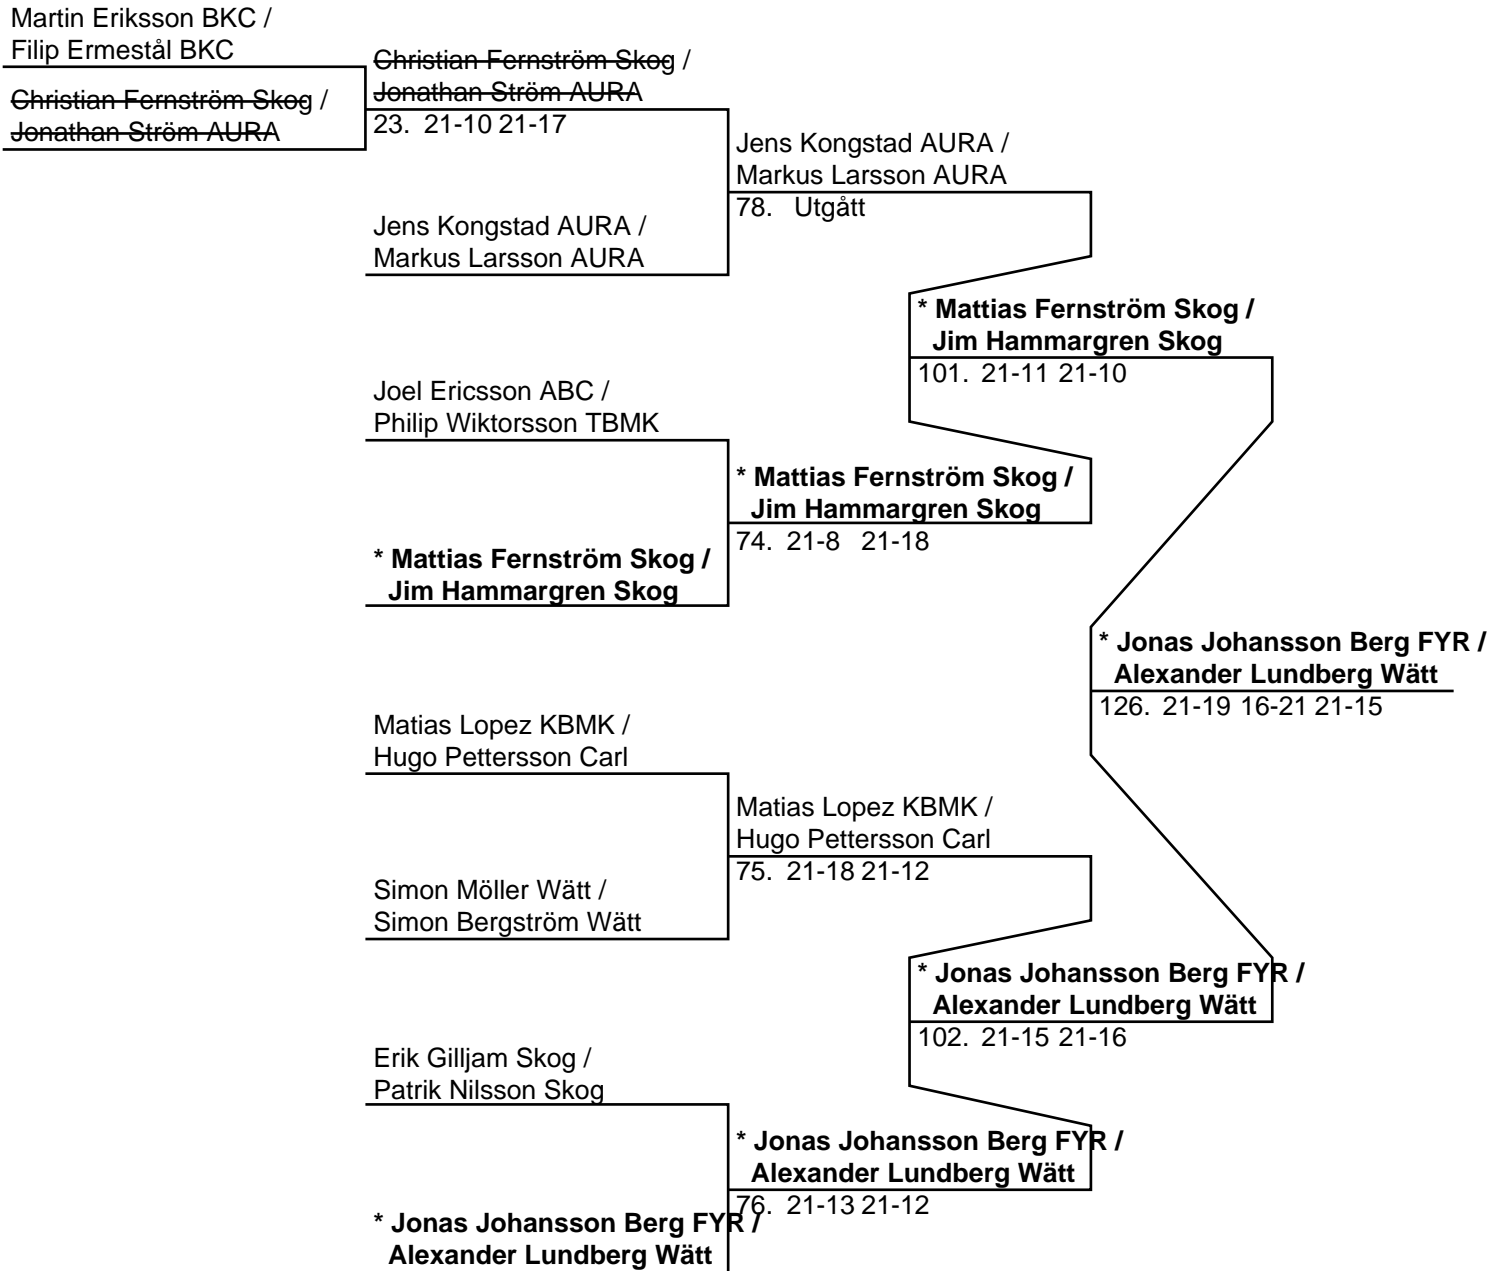 Martin Eriksson BKC /
Filip Ermestål BKC
Christian Fernström Skog /
Jonathan Ström AURA
Christian Fernström Skog /
Jonathan Ström AURA
23. 21-10 21-17
Jens Kongstad AURA /
Markus Larsson AURA
Jens Kongstad AURA /
Markus Larsson AURA
78. Utgått
Joel Ericsson ABC /
Philip Wiktorsson TBMK
* Mattias Fernström Skog /
Jim Hammargren Skog
* Mattias Fernström Skog /
Jim Hammargren Skog
74. 21-8 21-18
* Mattias Fernström Skog /
Jim Hammargren Skog
101. 21-11 21-10
Matias Lopez KBMK /
Hugo Pettersson Carl
Simon Möller Wätt /
Simon Bergström Wätt
Matias Lopez KBMK /
Hugo Pettersson Carl
75. 21-18 21-12
Erik Gilljam Skog /
Patrik Nilsson Skog
* Jonas Johansson Berg FYR /
Alexander Lundberg Wätt
* Jonas Johansson Berg FYR /
Alexander Lundberg Wätt
76. 21-13 21-12
* Jonas Johansson Berg FYR /
Alexander Lundberg Wätt
102. 21-15 21-16
* Jonas Johansson Berg FYR /
Alexander Lundberg Wätt
126. 21-19 16-21 21-15